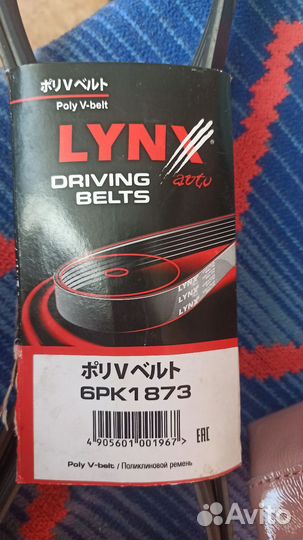 ポリVベルト
Poly V-belt
LYNX
auto
DRIVING
BELTS
LYNX
LYNX
LYNX
ポリVベルト
6PK1873
4 905601 001967 >
EAC
Poly V-belt / Поликлиновой ремень
Avito